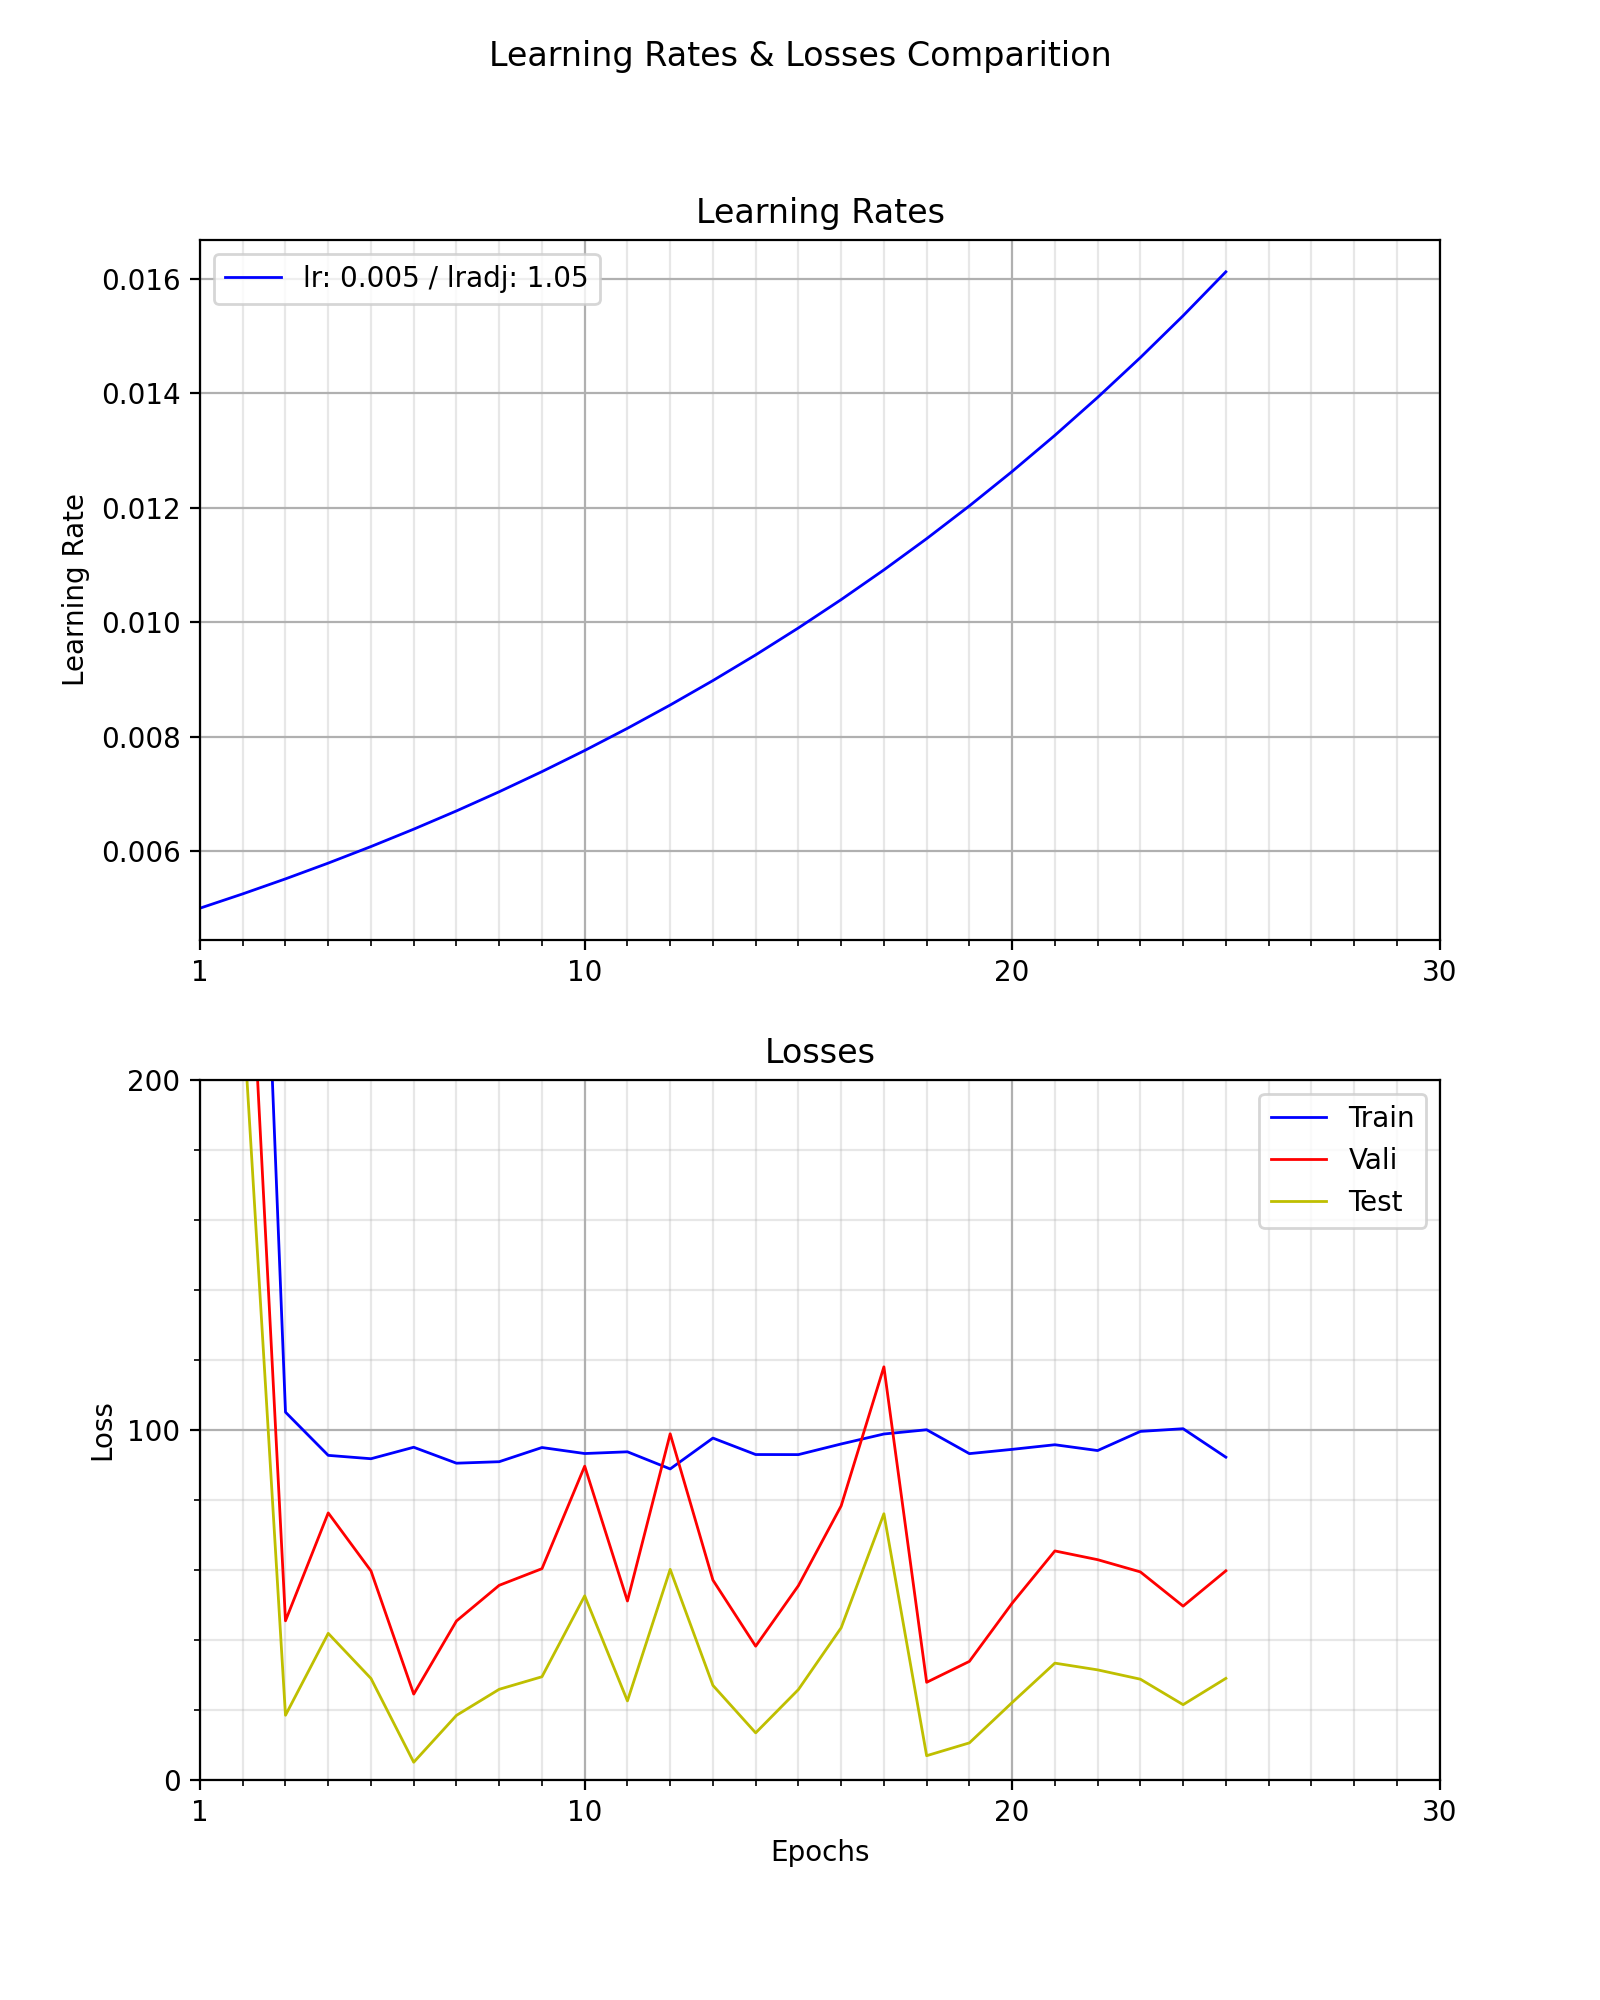 Learning Rates & Losses Comparition
Learning Rates
lr: 0.005 / lradj: 1.05
0.016
0.014
0.012
0.010
0.008
0.006
Learning Rate
1 10 20 30
Losses
200
100
0
Loss
Train
Vali
Test
1 10 20 30
Epochs